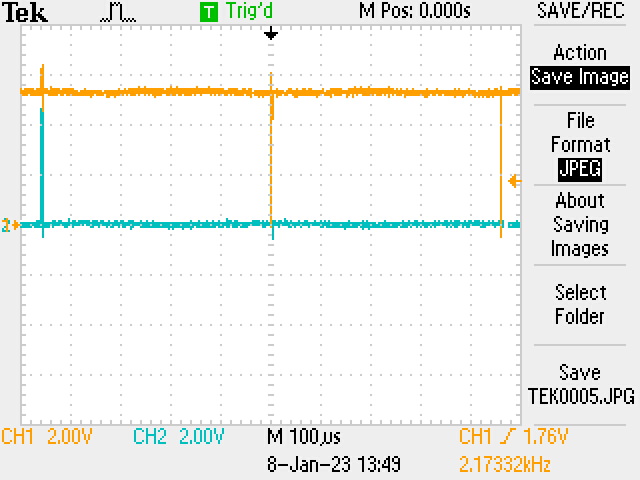 Tek T Trig'd M Pos: 0.000s SAVE/REC
Action
Save Image
File
Format
JPEG
About
Saving
Images
Select
Folder
Save
TEK0005.JPG
2
CH1 2.00V CH2 2.00V M 100µs CH1 1.76V
8-Jan-23 13:49 2.17332kHz